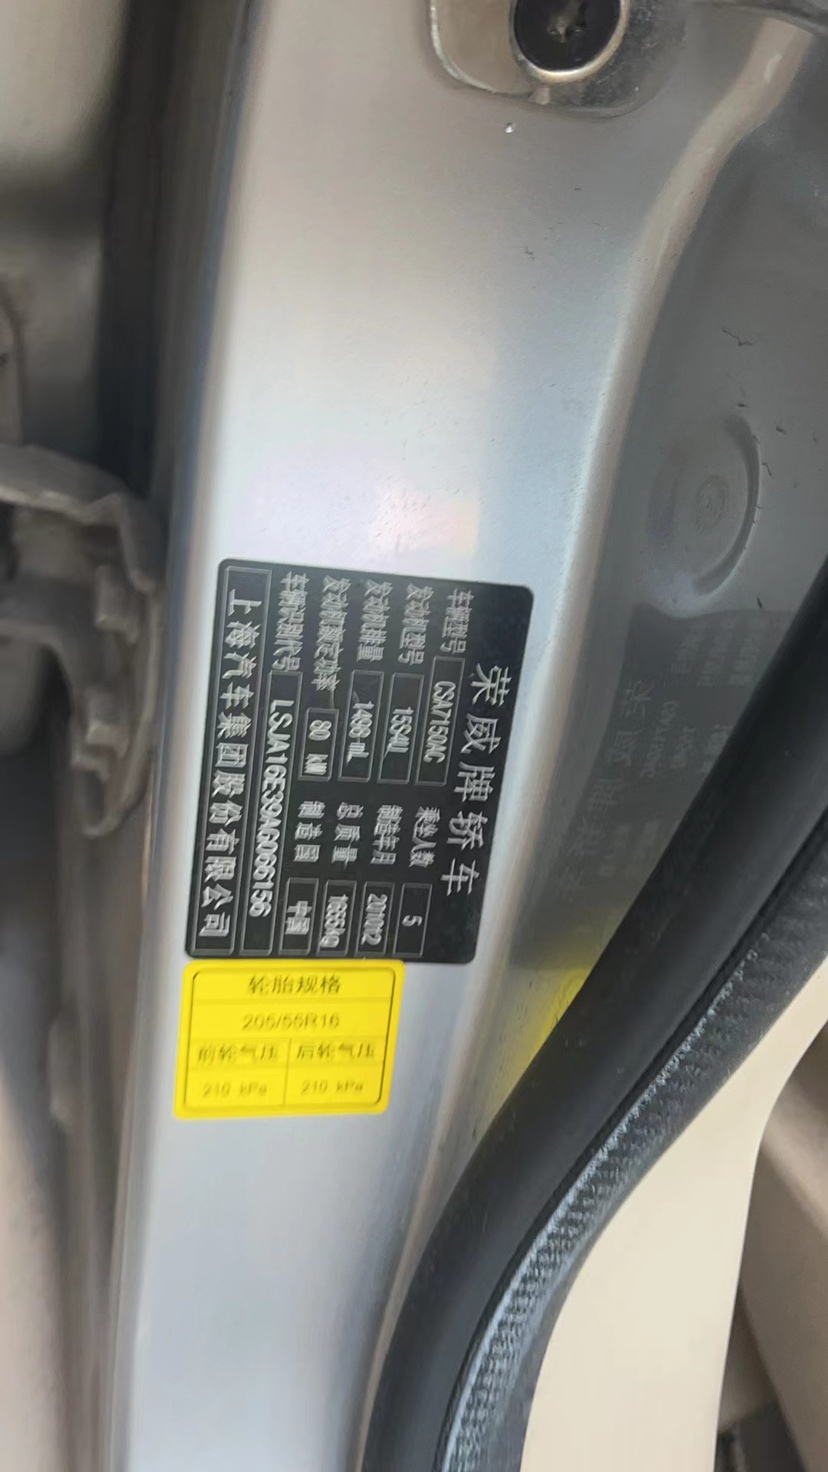 荣威牌轿车
车辆型号 CSA7150AC 乘坐人数 5
发动机型号 15S4U 制造年月 201012
发动机排量 1498 mL 总质量 1665kg
发动机额定功率 80 kW 制造国 中国
车辆识别代号 LSJA16E39AG066156
上海汽车集团股份有限公司
轮胎规格
205/55R16
前轮气压 后轮气压
210 kPa 210 kPa